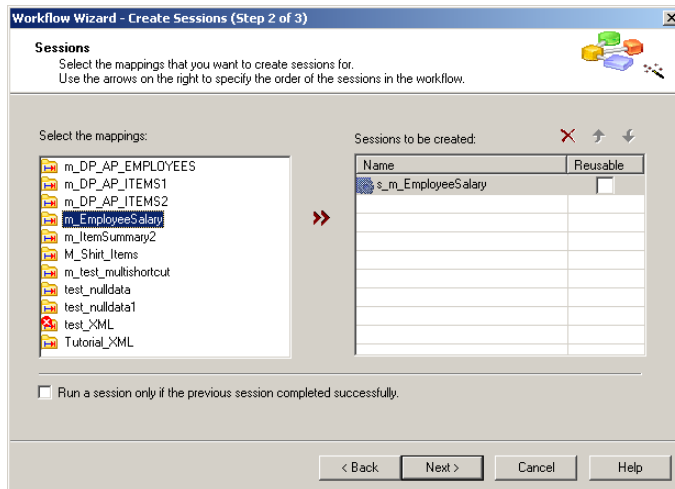 Workflow Wizard - Create Sessions (Step 2 of 3)
Sessions
Select the mappings that you want to create sessions for.
Use the arrows on the right to specify the order of the sessions in the workflow.
Select the mappings:
Sessions to be created:
m_DP_AP_EMPLOYEES
m_DP_AP_ITEMS1
m_DP_AP_ITEMS2
m_EmployeeSalary
m_ItemSummary2
M_Shirt_Items
m_test_multishortcut
test_nulldata
test_nulldata1
test_XML
Tutorial_XML
Name Reusable
s_m_EmployeeSalary
Run a session only if the previous session completed successfully.
< Back Next > Cancel Help